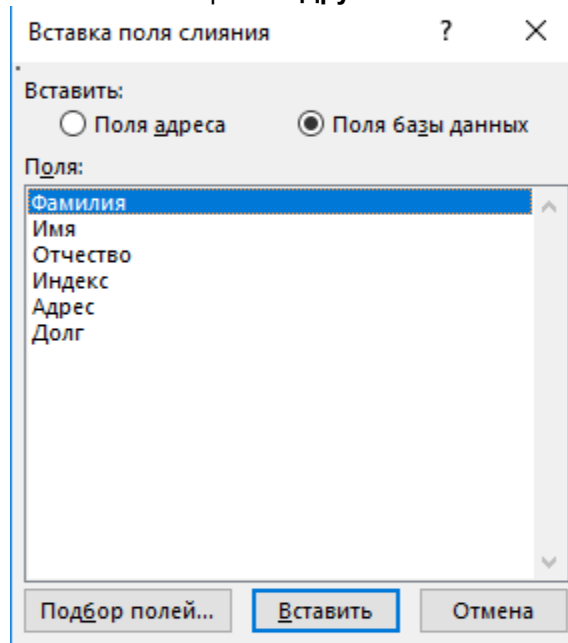 Вставка поля слияния ?
Вставить:
Поля адреса Поля базы данных
Поля:
Фамилия
Имя
Отчество
Индекс
Адрес
Долг
Подбор полей... Вставить Отмена